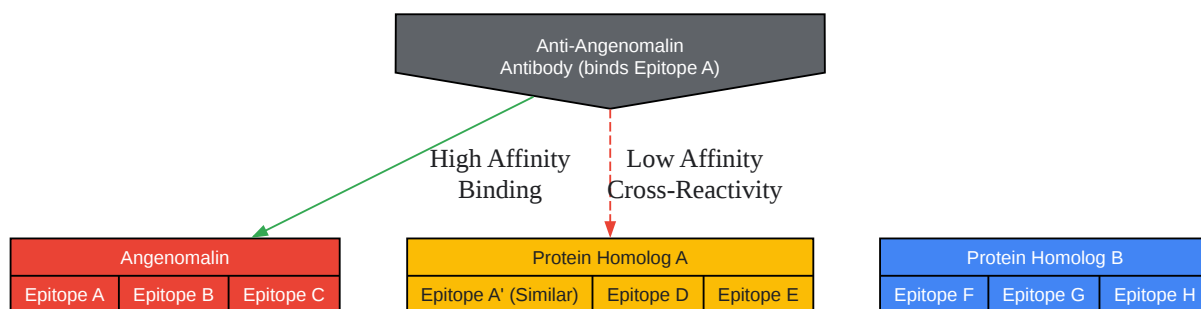 Anti-Angenomalin
Antibody (binds Epitope A)
High Affinity
Binding
Low Affinity
Cross-Reactivity
Angenomalin
Epitope A
Epitope B
Epitope C
Protein Homolog A
Epitope A' (Similar)
Epitope D
Epitope E
Protein Homolog B
Epitope F
Epitope G
Epitope H